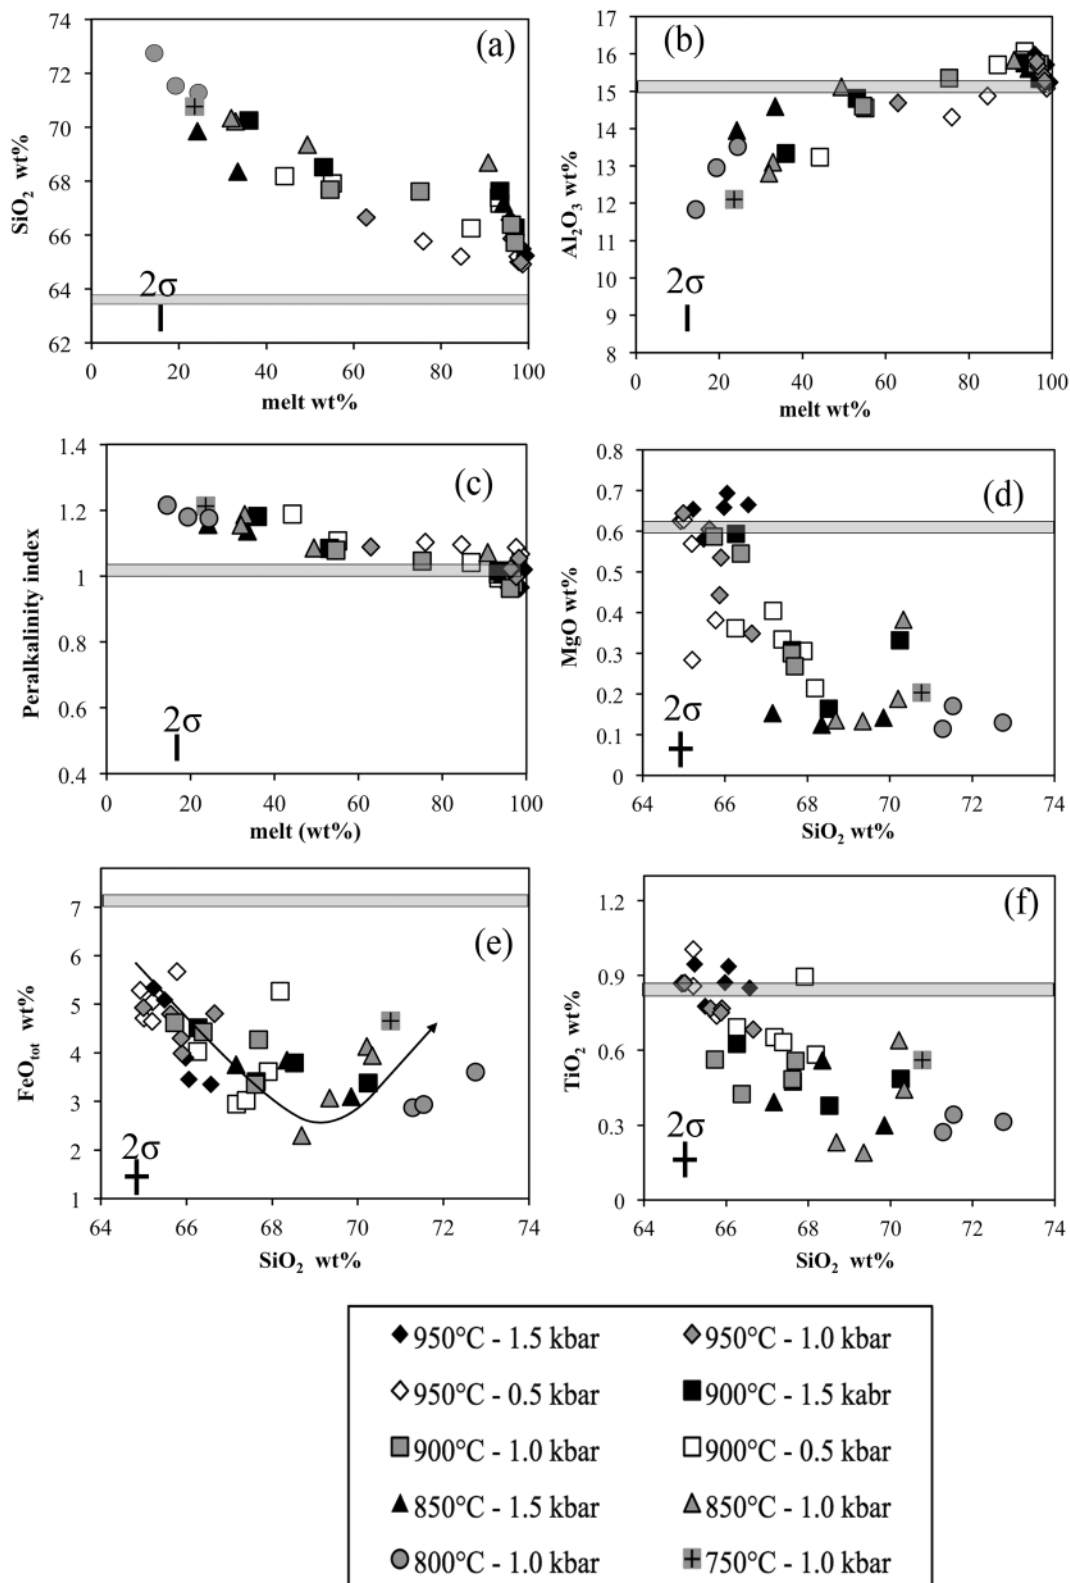 (a)
SiO2 wt%
74
72
70
68
66
64
62
2σ
0 20 40 60 80 100
melt wt%
(b)
Al2O3 wt%
17
16
15
14
13
12
11
10
9
8
2σ
0 20 40 60 80 100
melt wt%
(c)
Peralkalinity index
1.4
1.2
1
0.8
0.6
0.4
2σ
0 20 40 60 80 100
melt (wt%)
(d)
MgO wt%
0.8
0.7
0.6
0.5
0.4
0.3
0.2
0.1
0
2σ
64 66 68 70 72 74
SiO2 wt%
(e)
FeOtot wt%
7
6
5
4
3
2
1
2σ
64 66 68 70 72 74
SiO2 wt%
(f)
TiO2 wt%
1.2
0.9
0.6
0.3
0
2σ
64 66 68 70 72 74
SiO2 wt%
950°C - 1.5 kbar 950°C - 1.0 kbar
950°C - 0.5 kbar 900°C - 1.5 kabr
900°C - 1.0 kbar 900°C - 0.5 kbar
850°C - 1.5 kbar 850°C - 1.0 kbar
800°C - 1.0 kbar 750°C - 1.0 kbar